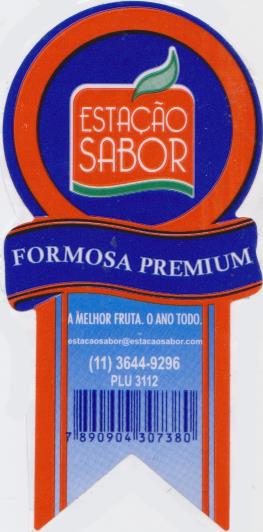 ESTAÇÃO
SABOR
FORMOSA PREMIUM
A MELHOR FRUTA. O ANO TODO.
estacaosabor@estacaosabor.com
(11) 3644-9296
PLU 3112
7 890904 307380